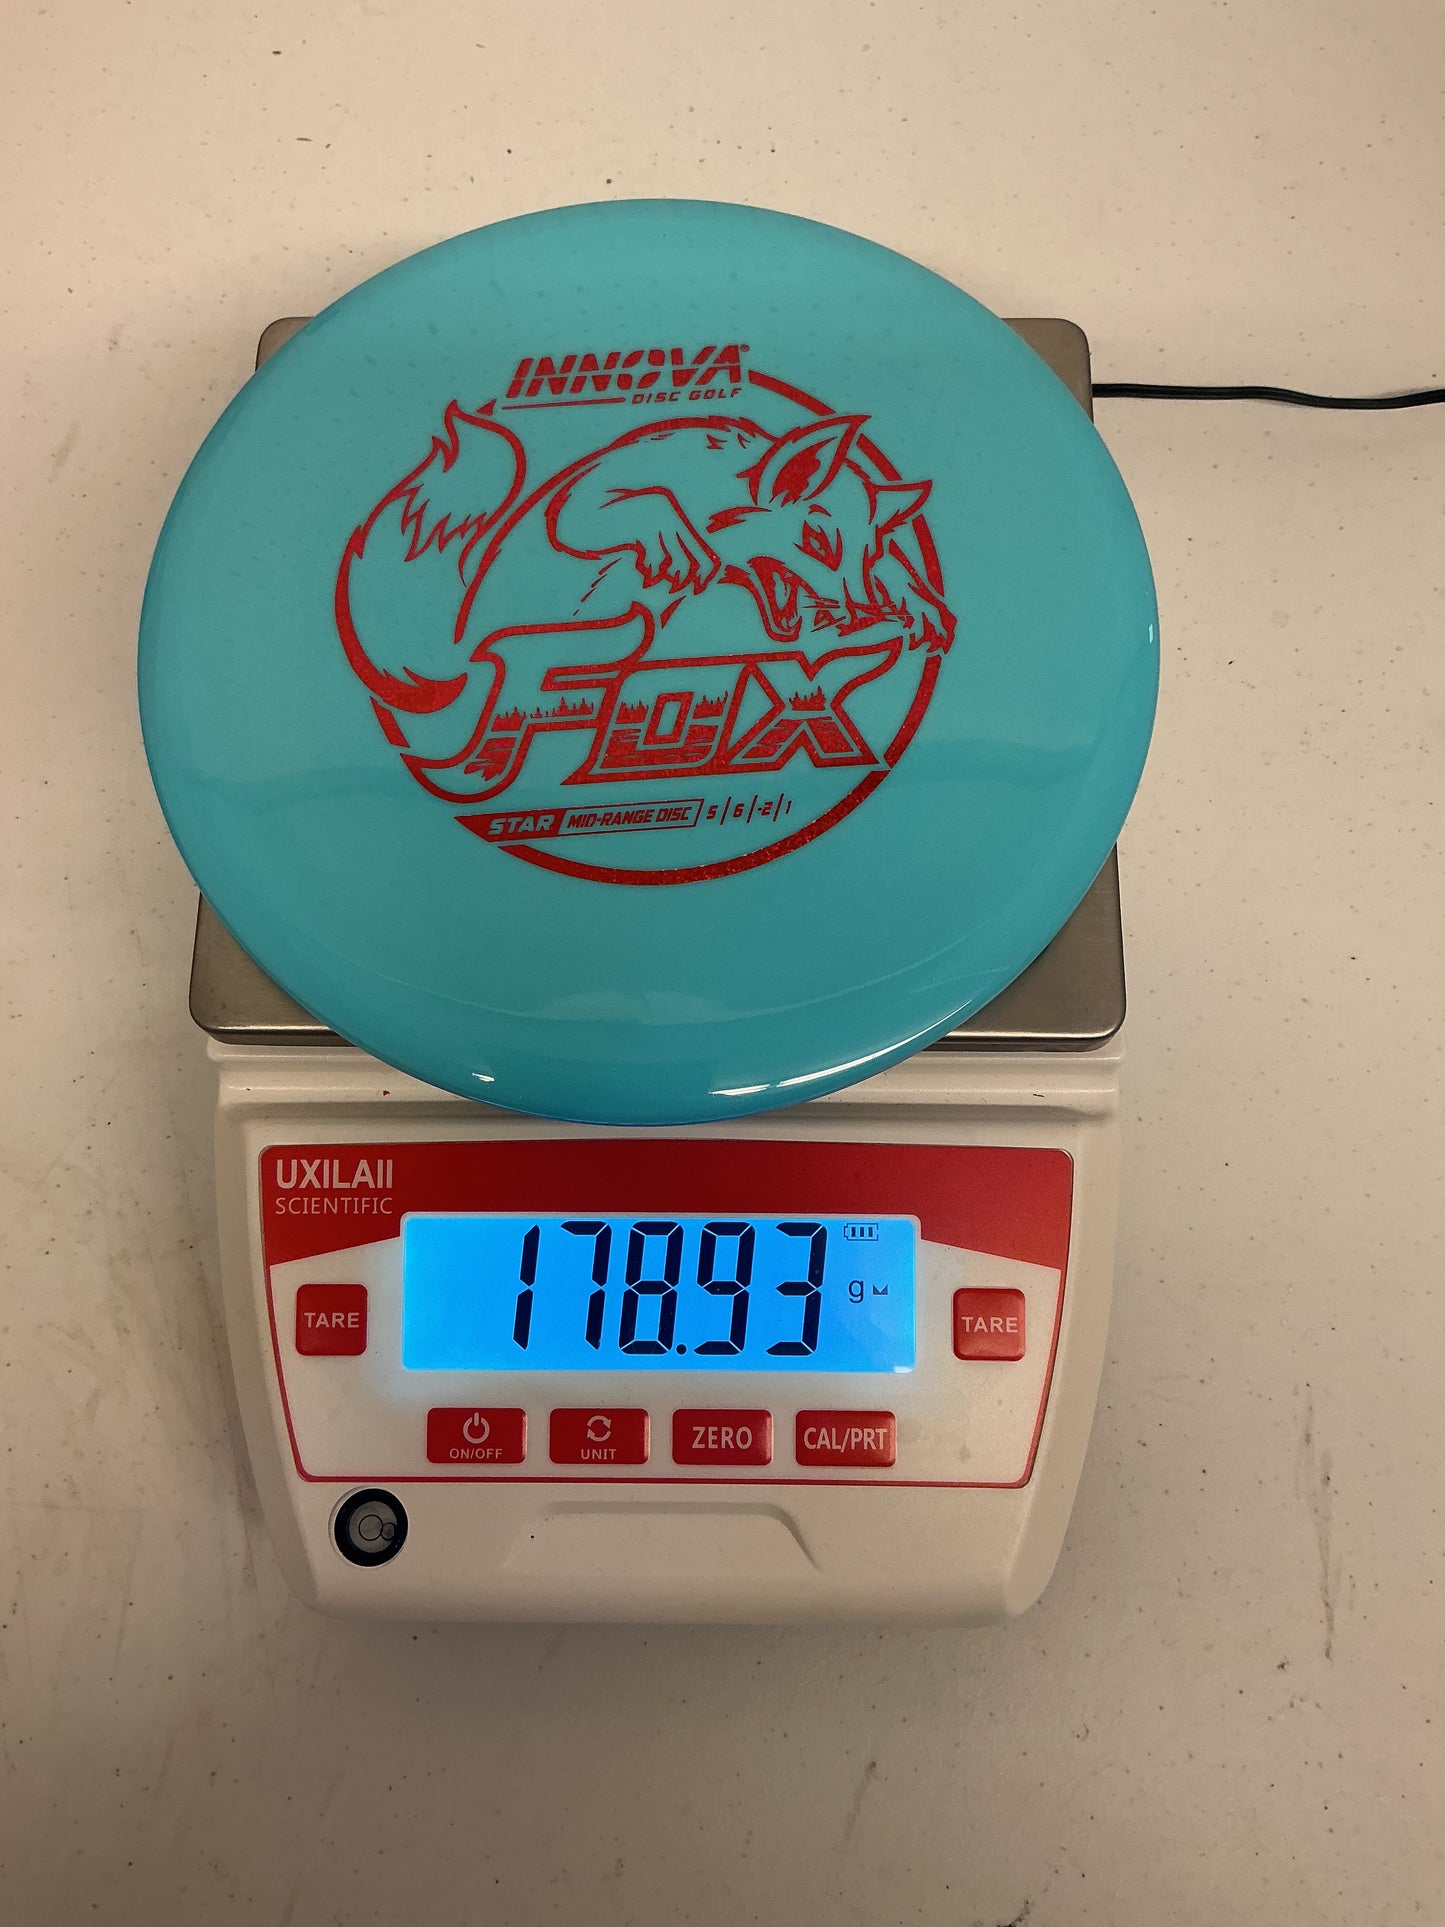 INNOVA®
DISC GOLF
FOX
STAR MID-RANGE DISC 5 | 6 | -2 | 1
UXILAII
SCIENTIFIC
178.93 g
TARE
TARE
ON/OFF
UNIT
ZERO
CAL/PRT